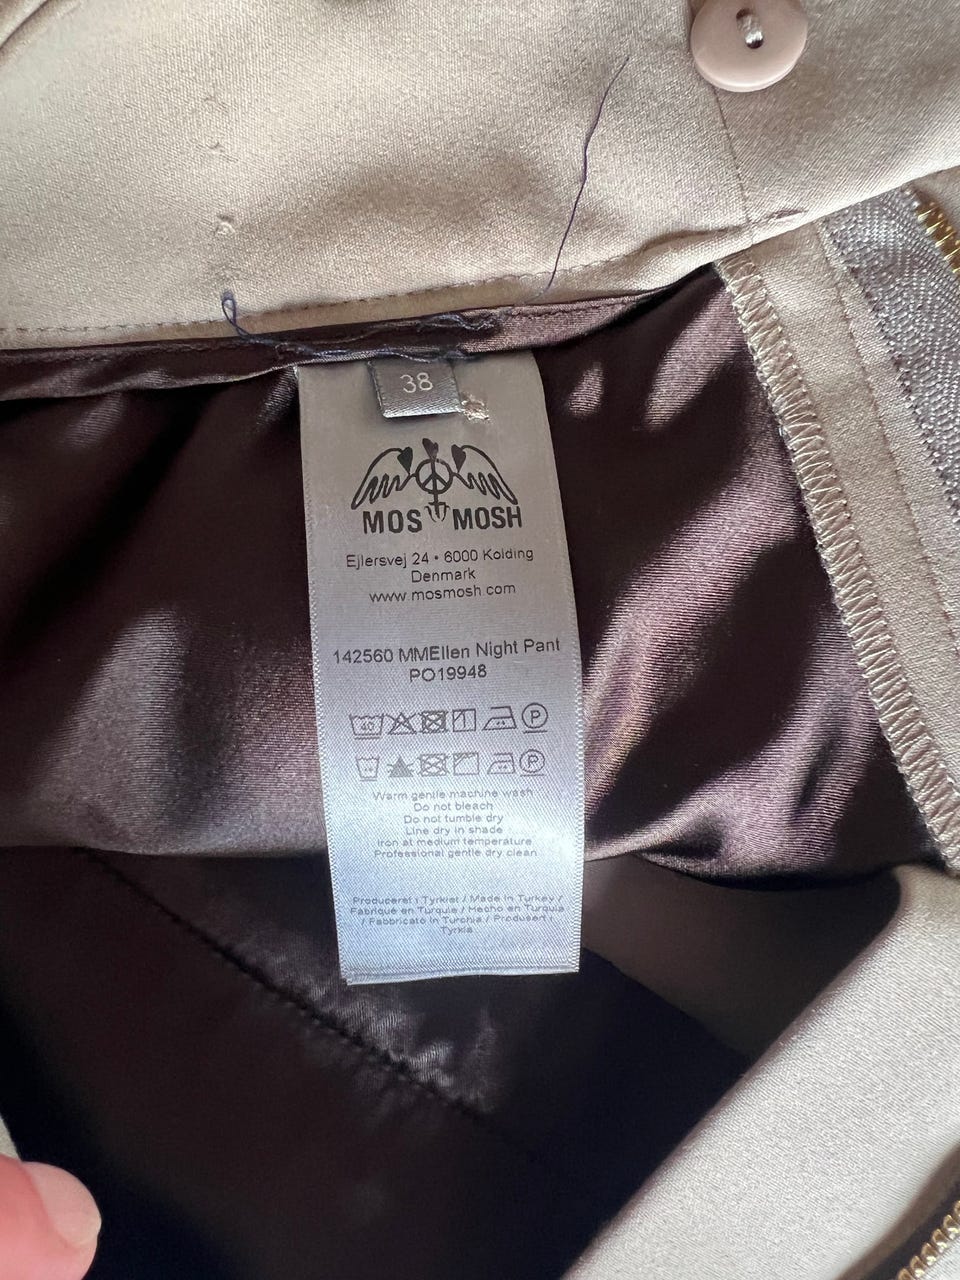 38
MOS MOSH
Ejlersvej 24 • 6000 Kolding
Denmark
www.mosmosh.com
142560 MMEllen Night Pant
PO19948
40 P
P
Warm gentle machine wash
Do not bleach
Do not tumble dry
Line dry in shade
Iron at medium temperature
Professional gentle dry clean
Produceret i Tyrkiet / Made in Turkey /
Fabriqué en Turquie / Hecho en Turquia
/ Fabbricato in Turchia / Produsert i
Tyrkia